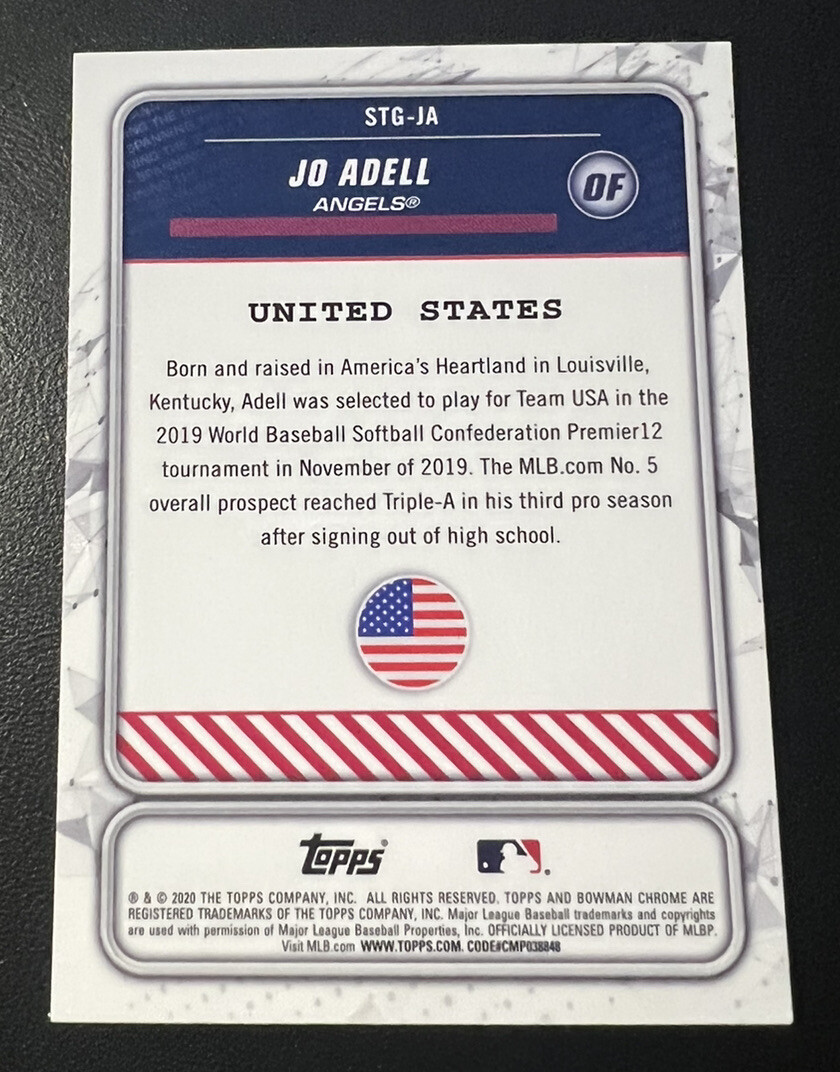 STG-JA
JO ADELL
OF
ANGELS®
UNITED STATES
Born and raised in America's Heartland in Louisville,
Kentucky, Adell was selected to play for Team USA in the
2019 World Baseball Softball Confederation Premier12
tournament in November of 2019. The MLB.com No. 5
overall prospect reached Triple-A in his third pro season
after signing out of high school.
Topps®
® & © 2020 THE TOPPS COMPANY, INC. ALL RIGHTS RESERVED. TOPPS AND BOWMAN CHROME ARE
REGISTERED TRADEMARKS OF THE TOPPS COMPANY, INC. Major League Baseball trademarks and copyrights
are used with permission of Major League Baseball Properties, Inc. OFFICIALLY LICENSED PRODUCT OF MLBP.
Visit MLB.com WWW.TOPPS.COM. CODE#CMP038848